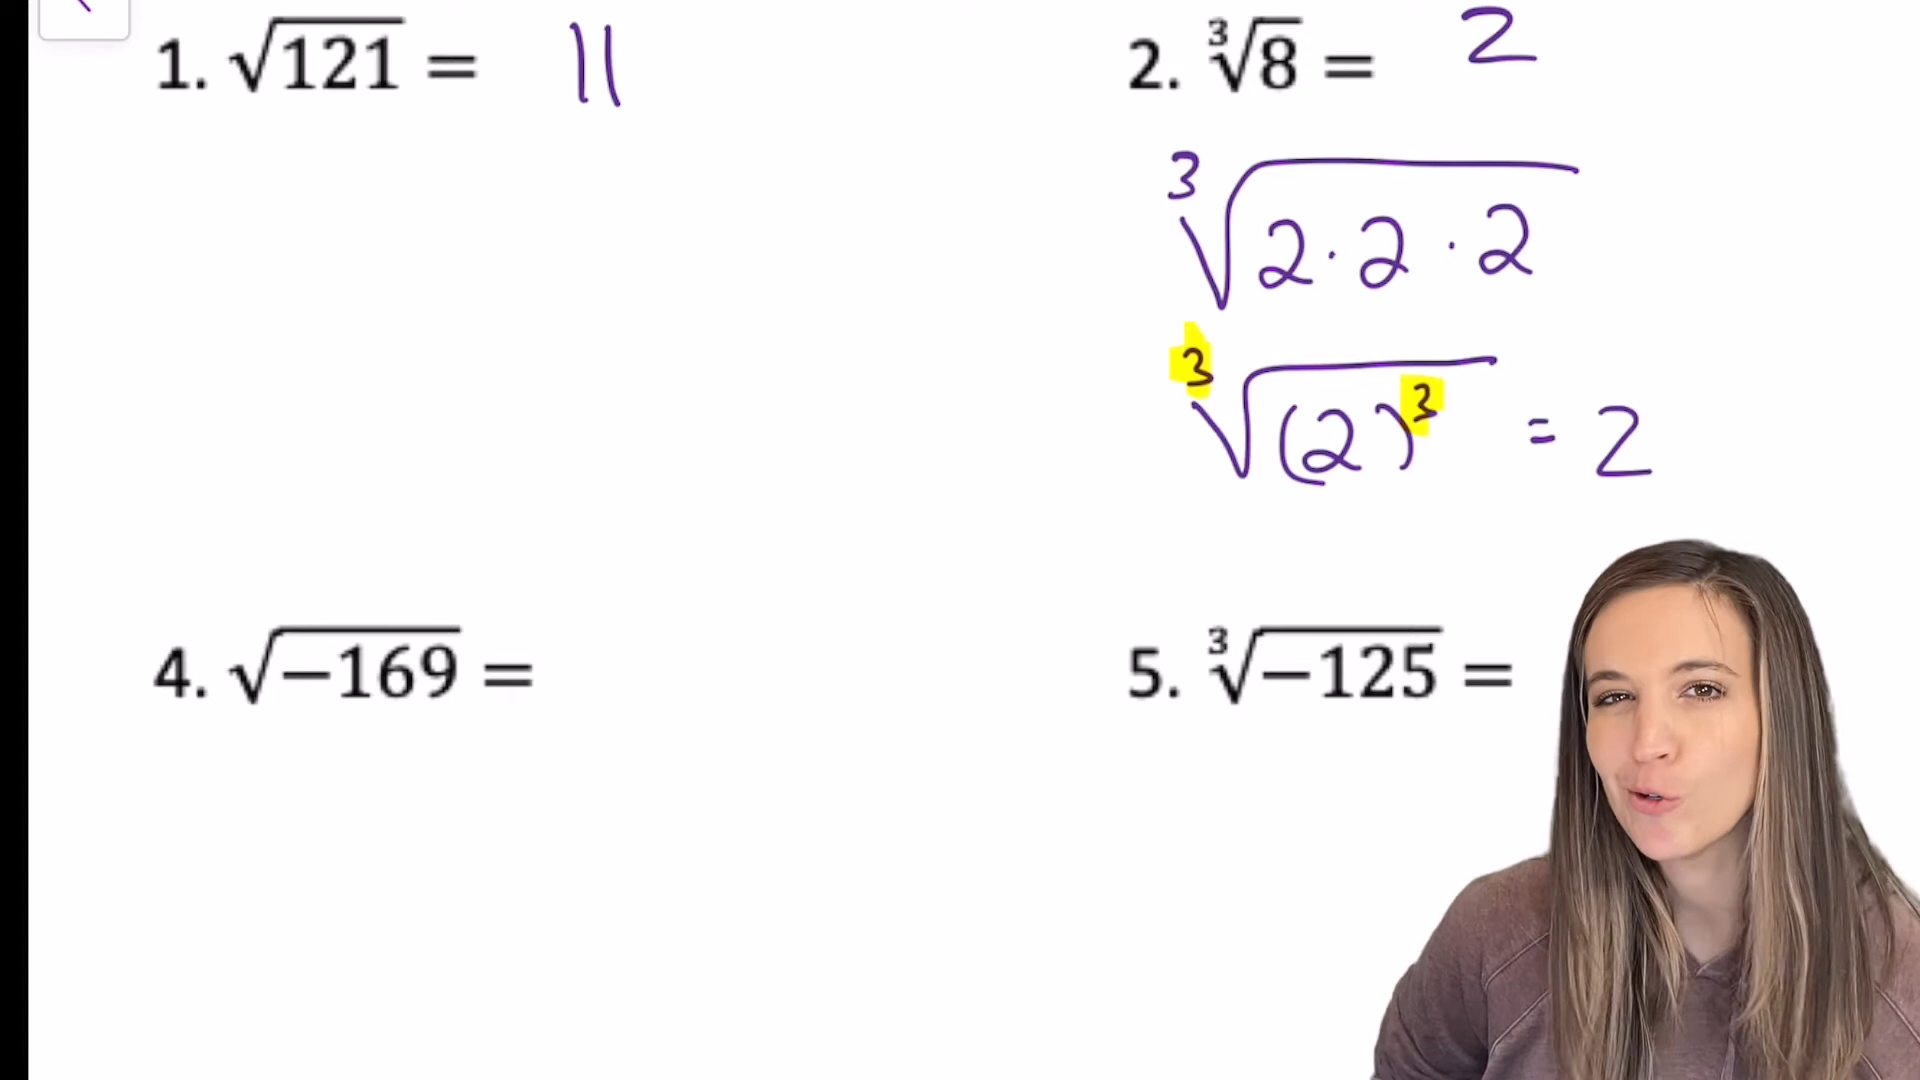 1. √121 = 11
2. ∛8 = 2
∛2·2·2
∛(2)³ = 2
4. √−169 =
5. ∛−125 =